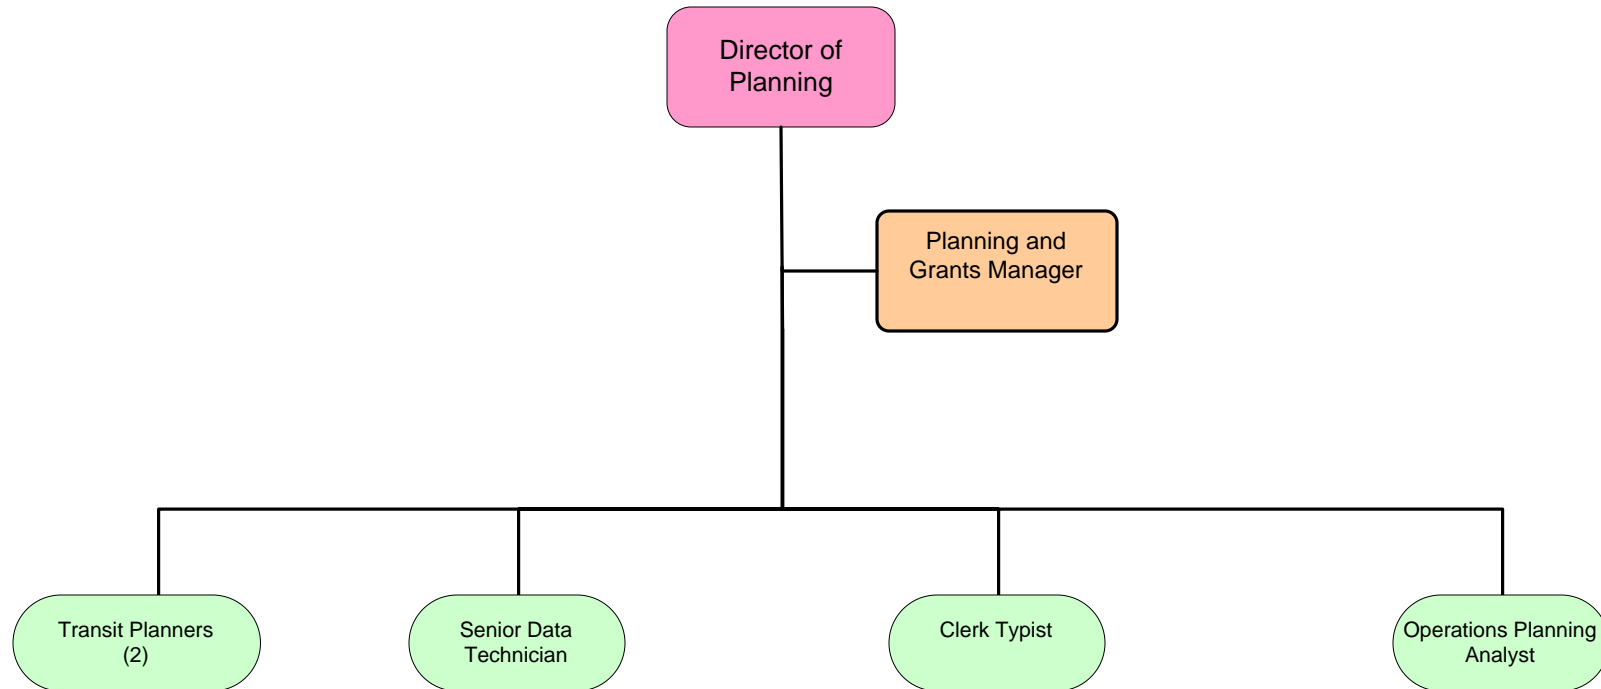 Director of
Planning
Planning and
Grants Manager
Transit Planners
(2)
Senior Data
Technician
Clerk Typist
Operations Planning
Analyst